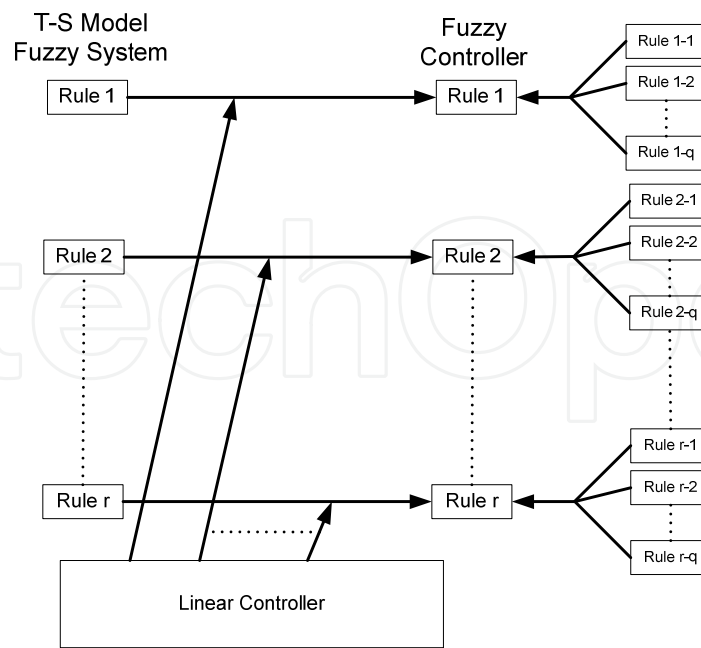 T-S Model
Fuzzy System
Fuzzy
Controller
Rule 1
Rule 1
Rule 1-1
Rule 1-2
Rule 1-q
Rule 2
Rule 2
Rule 2-1
Rule 2-2
Rule 2-q
Rule r
Rule r
Rule r-1
Rule r-2
Rule r-q
Linear Controller
techOpe